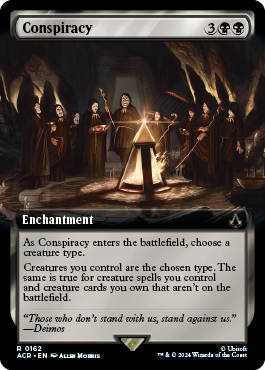 Conspiracy 3
Enchantment
As Conspiracy enters the battlefield, choose a
creature type.
Creatures you control are the chosen type. The
same is true for creature spells you control
and creature cards you own that aren't on the
battlefield.
"Those who don't stand with us, stand against us."
—Deimos
R 0162
ACR • EN Allen Morris
© Ubisoft
™ & © 2024 Wizards of the Coast